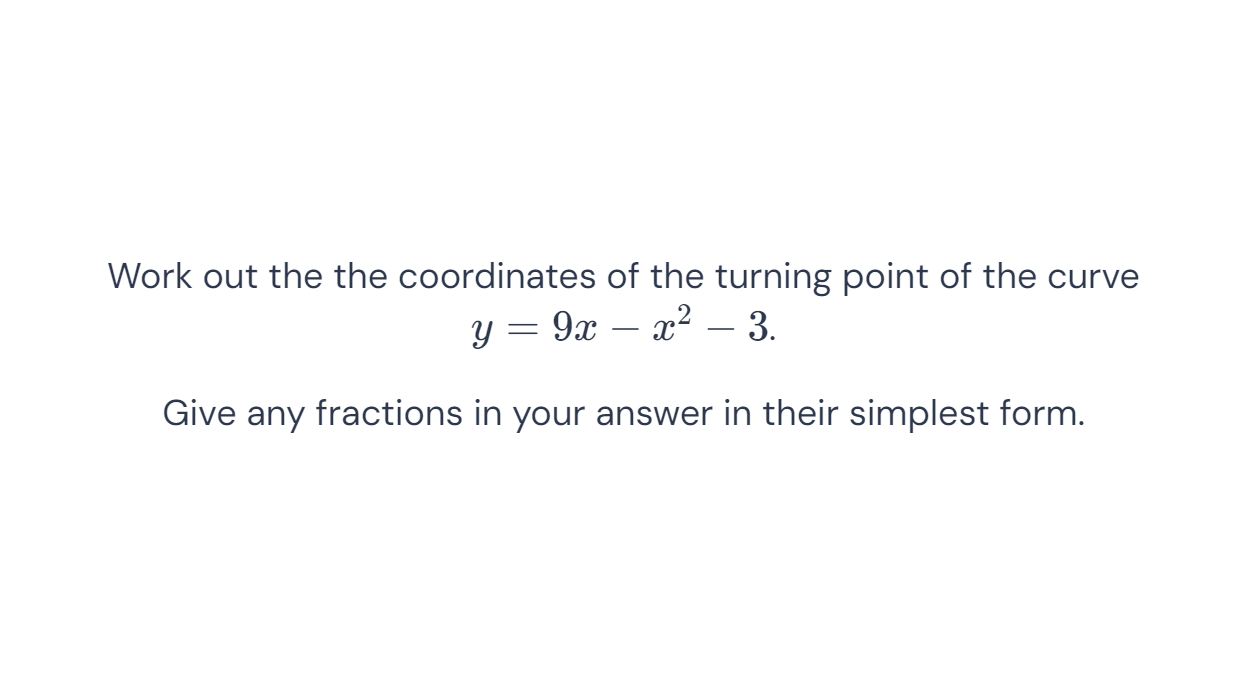 Work out the the coordinates of the turning point of the curve
y = 9x − x² − 3.
Give any fractions in your answer in their simplest form.